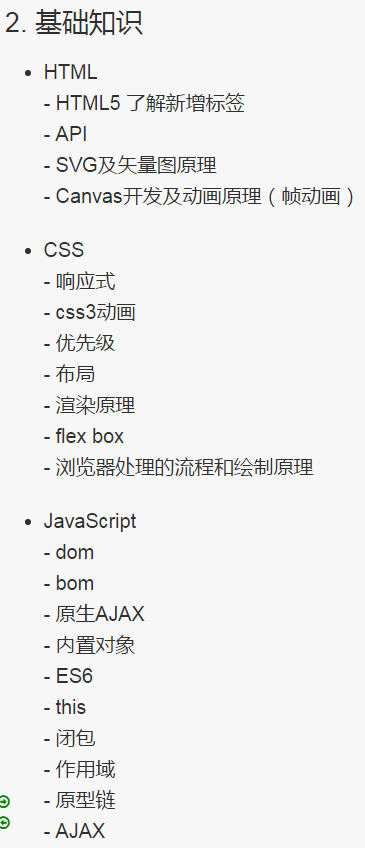 2. 基础知识
HTML
- HTML5 了解新增标签
- API
- SVG及矢量图原理
- Canvas开发及动画原理（帧动画）
CSS
- 响应式
- css3动画
- 优先级
- 布局
- 渲染原理
- flex box
- 浏览器处理的流程和绘制原理
JavaScript
- dom
- bom
- 原生AJAX
- 内置对象
- ES6
- this
- 闭包
- 作用域
- 原型链
- AJAX